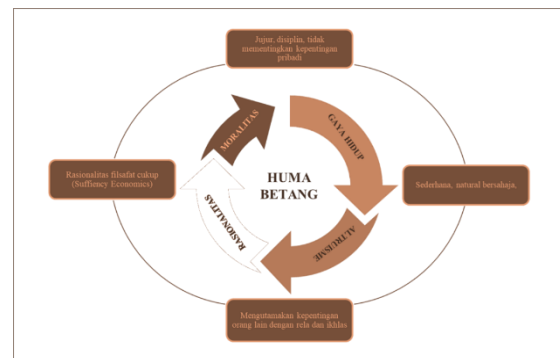 Jujur, disiplin, tidak
mementingkan kepentingan
pribadi
MORALITAS
GAYA HIDUP
Rasionalitas filsafat cukup
(Suffiency Economics)
HUMA
BETANG
Sederhana, natural bersahaja,
RASIONALITAS
ALTRUISME
Mengutamakan kepentingan
orang lain dengan rela dan ikhlas